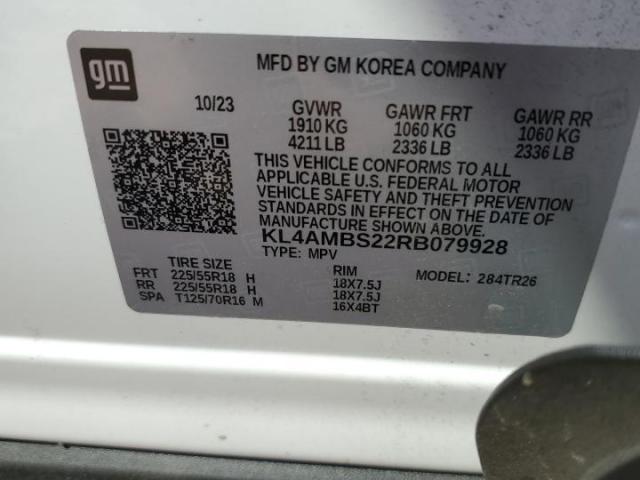 gm
MFD BY GM KOREA COMPANY
10/23 GVWR GAWR FRT GAWR RR
1910 KG 1060 KG 1060 KG
4211 LB 2336 LB 2336 LB
THIS VEHICLE CONFORMS TO ALL
APPLICABLE U.S. FEDERAL MOTOR
VEHICLE SAFETY AND THEFT PREVENTION
STANDARDS IN EFFECT ON THE DATE OF
MANUFACTURE SHOWN ABOVE.
KL4AMBS22RB079928
TYPE: MPV
TIRE SIZE RIM MODEL: 284TR26
FRT 225/55R18 H 18X7.5J
RR 225/55R18 H 18X7.5J
SPA T125/70R16 M 16X4BT